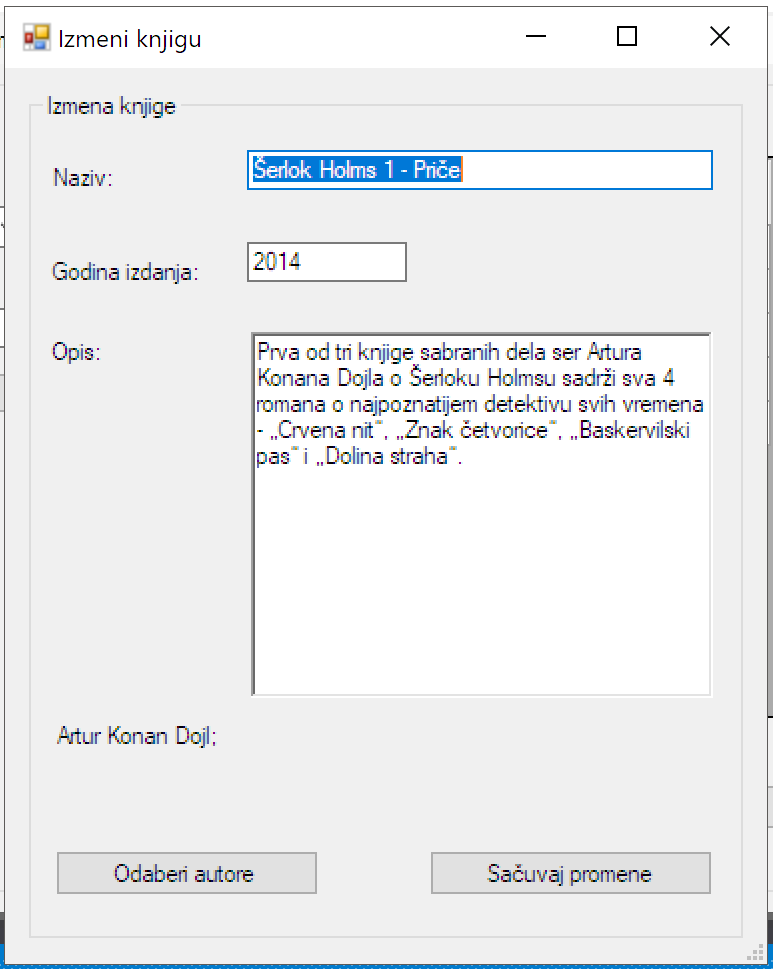 Izmeni knjigu
Izmena knjige
Naziv:
Šerlok Holms 1 - Priče
Godina izdanja:
2014
Opis:
Prva od tri knjige sabranih dela ser Artura
Konana Dojla o Šerloku Holmsu sadrži sva 4
romana o najpoznatijem detektivu svih vremena
- „Crvena nit˝, „Znak četvorice˝, „Baskervilski
pas˝ i „Dolina straha˝.
Artur Konan Dojl;
Odaberi autore
Sačuvaj promene